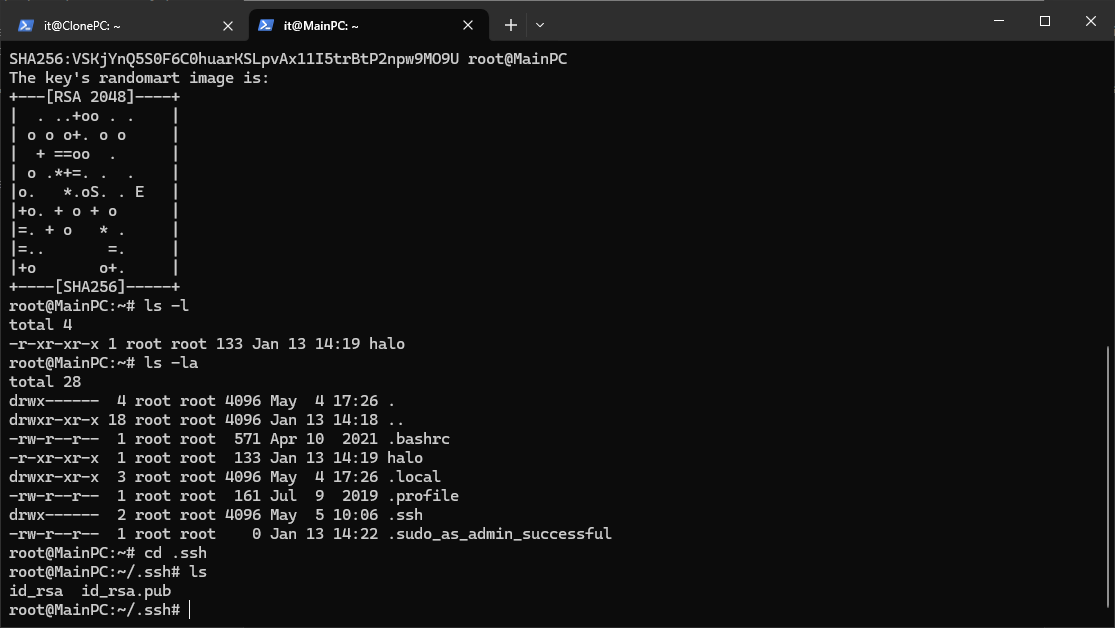 it@ClonePC: ~
it@MainPC: ~
SHA256:VSKjYnQ5S0F6C0huarKSLpvAx11I5trBtP2npw9MO9U root@MainPC
The key's randomart image is:
+---[RSA 2048]----+
|  . ..+oo . .    |
| o o o+. o o     |
|  + ==oo  .      |
| o .*+=. .  .    |
|o.   *.oS. . E   |
|+o. + o + o      |
|=. + o   * .     |
|=..       =.     |
|+o       o+.     |
+----[SHA256]-----+
root@MainPC:~# ls -l
total 4
-r-xr-xr-x 1 root root 133 Jan 13 14:19 halo
root@MainPC:~# ls -la
total 28
drwx------  4 root root 4096 May  4 17:26 .
drwxr-xr-x 18 root root 4096 Jan 13 14:18 ..
-rw-r--r--  1 root root  571 Apr 10  2021 .bashrc
-r-xr-xr-x  1 root root  133 Jan 13 14:19 halo
drwxr-xr-x  3 root root 4096 May  4 17:26 .local
-rw-r--r--  1 root root  161 Jul  9  2019 .profile
drwx------  2 root root 4096 May  5 10:06 .ssh
-rw-r--r--  1 root root    0 Jan 13 14:22 .sudo_as_admin_successful
root@MainPC:~# cd .ssh
root@MainPC:~/.ssh# ls
id_rsa  id_rsa.pub
root@MainPC:~/.ssh#